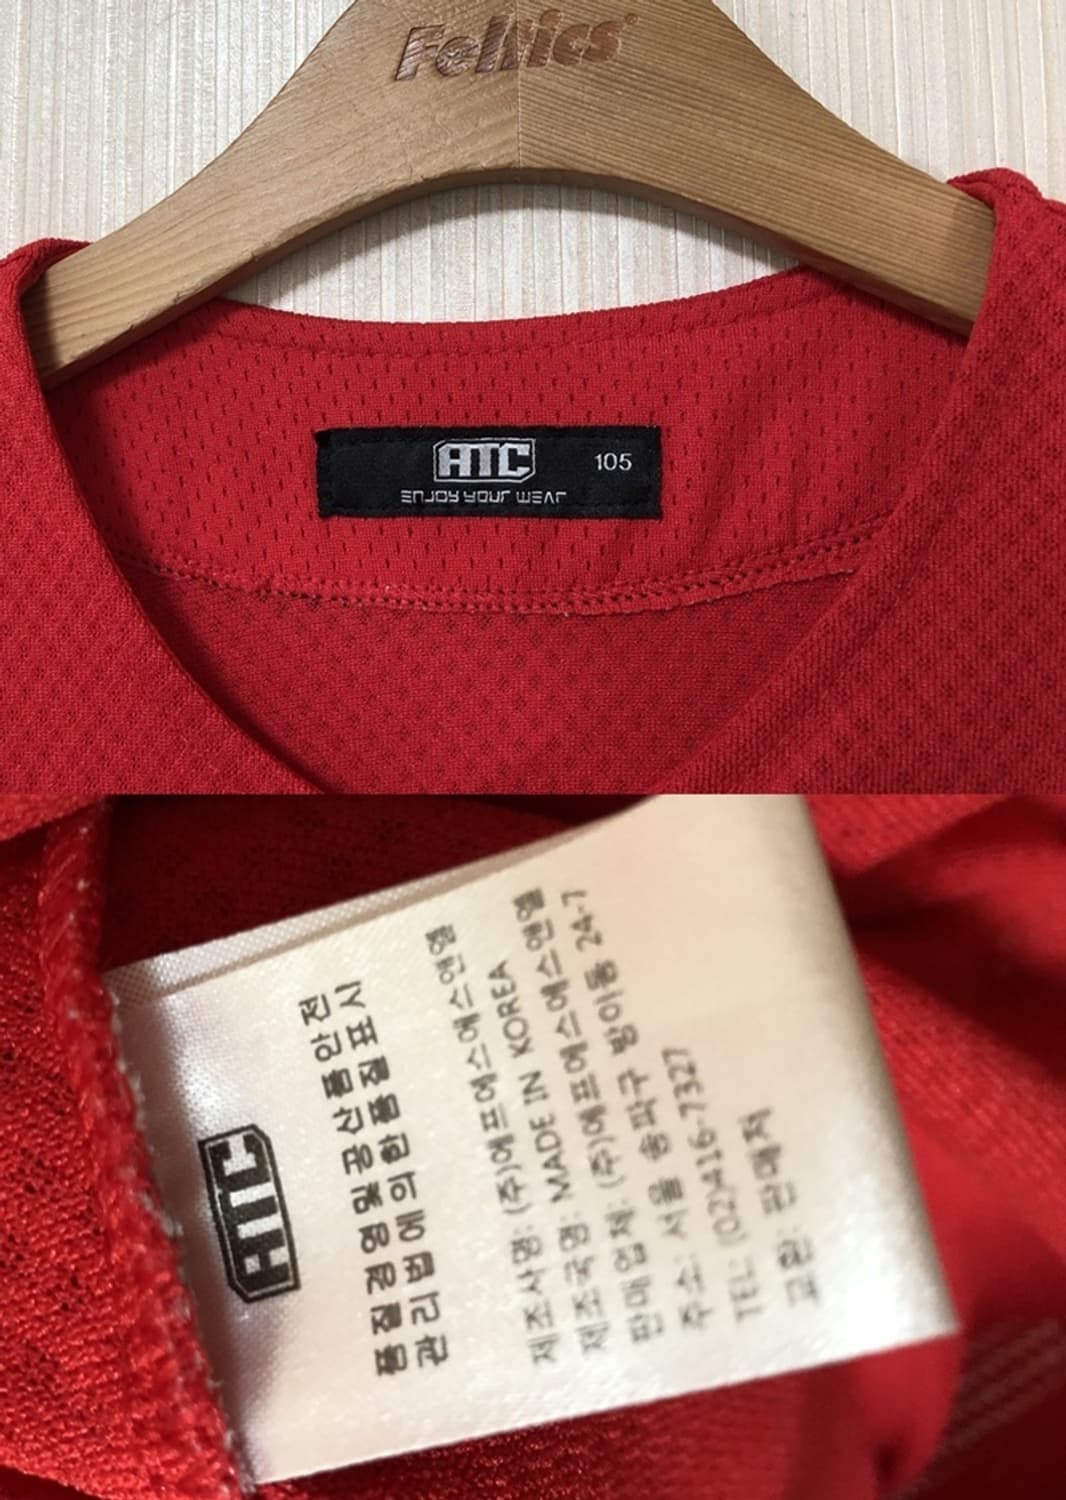 Feltics
ATC
105
ENJOY YOUR WEAR
ATC
품질경영 및 공산품안전
관리법에 의한 품질표시
제조사명: (주)에프에스에스앤엘
제조국명: MADE IN KOREA
판매업체: (주)에프에스에스앤엘
주소: 서울 송파구 방이동 24-7
TEL: (02)416-7327
교환: 판매처